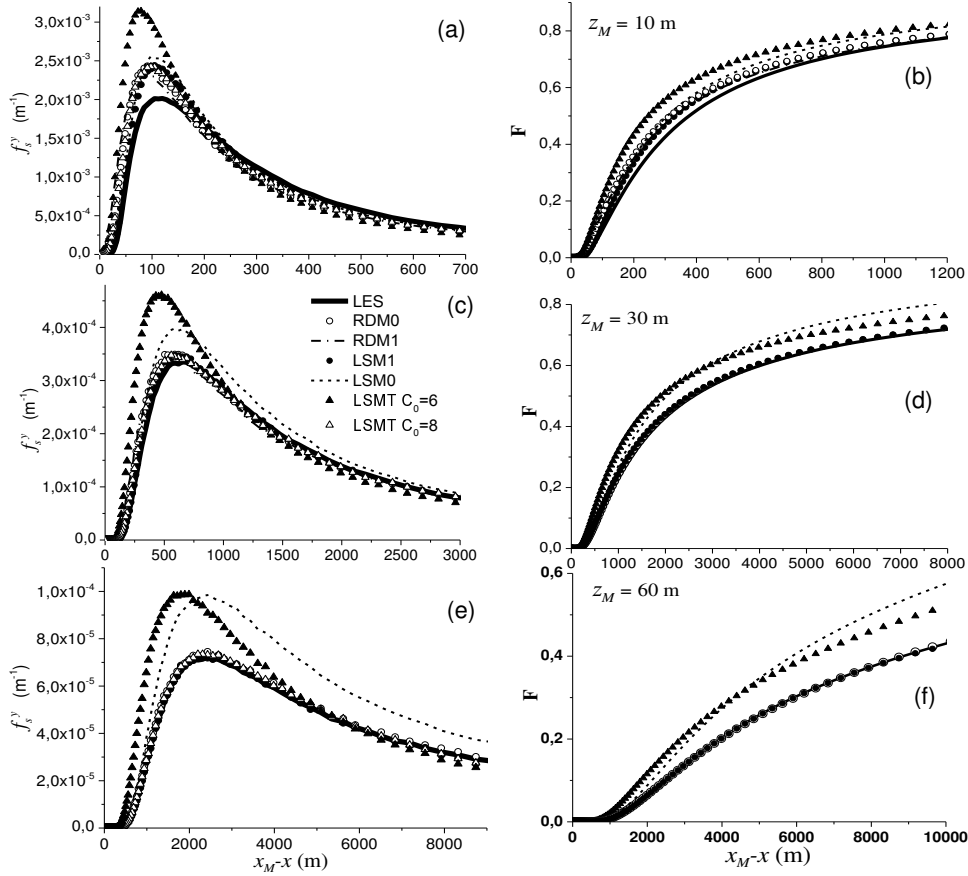 3,0x10⁻³
2,5x10⁻³
2,0x10⁻³
1,5x10⁻³
1,0x10⁻³
5,0x10⁻⁴
0,0
f_s^y (m⁻¹)
(a)
0 100 200 300 400 500 600 700
0,8
0,6
0,4
0,2
0,0
F
z_M = 10 m
(b)
0 200 400 600 800 1000 1200
4,0x10⁻⁴
3,0x10⁻⁴
2,0x10⁻⁴
1,0x10⁻⁴
0,0
f_s^y (m⁻¹)
(c)
LES
RDM0
RDM1
LSM1
LSM0
LSMT C₀=6
LSMT C₀=8
0 500 1000 1500 2000 2500 3000
0,8
0,6
0,4
0,2
0,0
F
z_M = 30 m
(d)
0 1000 2000 3000 4000 5000 6000 7000 8000
1,0x10⁻⁴
8,0x10⁻⁵
6,0x10⁻⁵
4,0x10⁻⁵
2,0x10⁻⁵
0,0
f_s^y (m⁻¹)
(e)
0 2000 4000 6000 8000
x_M-x (m)
0,6
0,4
0,2
0,0
F
z_M = 60 m
(f)
0 2000 4000 6000 8000 10000
x_M-x (m)